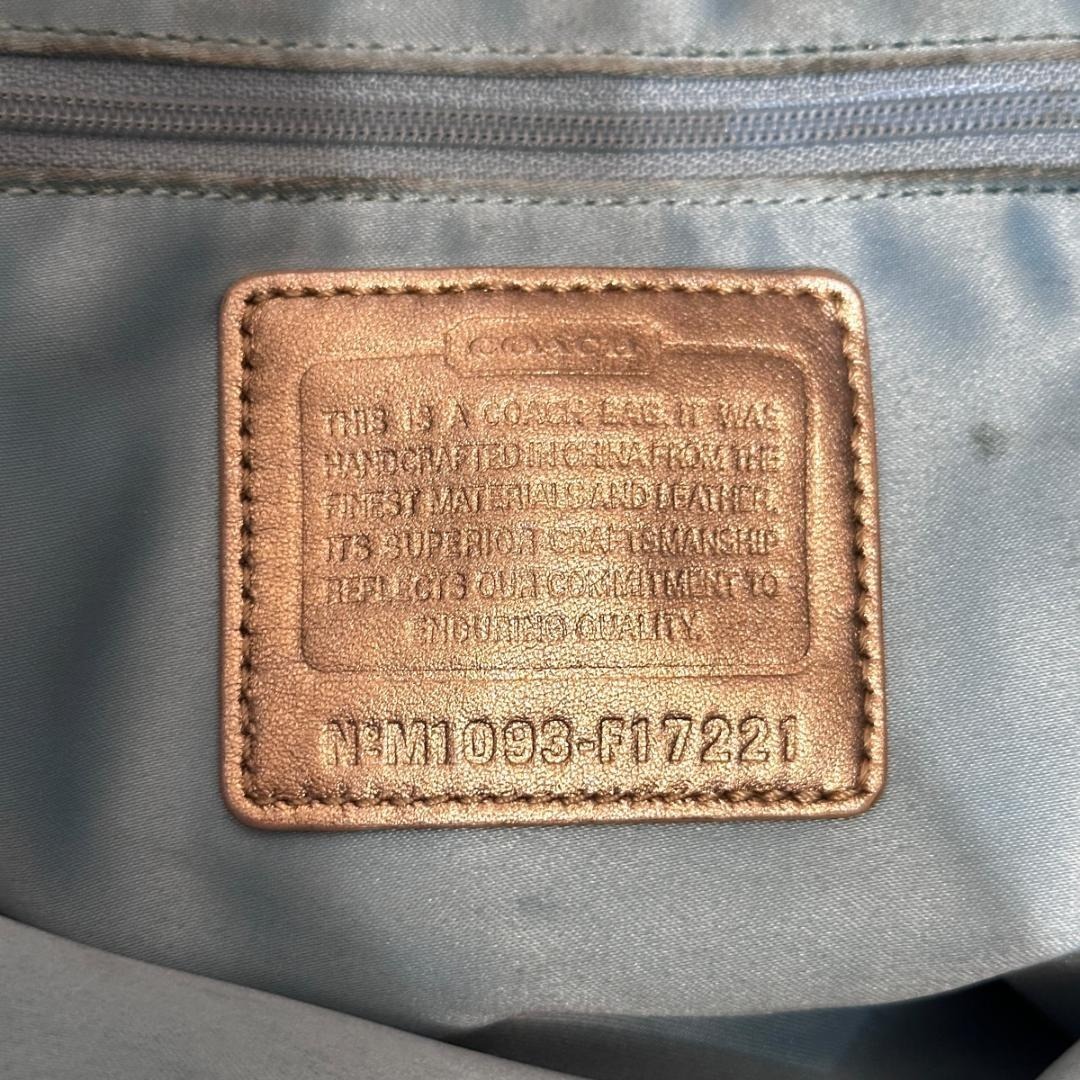 COACH
THIS IS A COACH BAG. IT WAS
HANDCRAFTED IN CHINA FROM THE
FINEST MATERIALS AND LEATHER.
ITS SUPERIOR CRAFTSMANSHIP
REFLECTS OUR COMMITMENT TO
ENDURING QUALITY.
Nº M1093-F17221